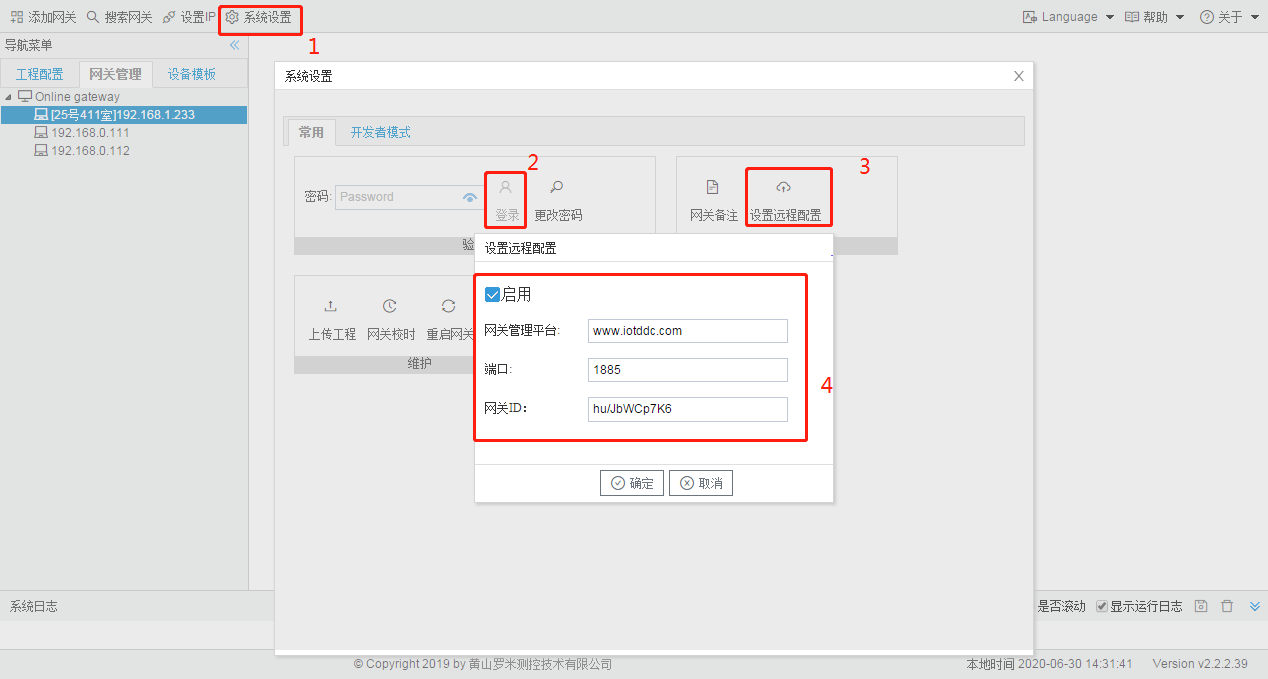 添加网关 搜索网关 设置IP 系统设置 Language 帮助 关于
1
导航菜单
工程配置 网关管理 设备模板
Online gateway
[25号411室]192.168.1.233
192.168.0.111
192.168.0.112
系统设置
常用 开发者模式
2
3
密码: Password 登录 更改密码
网关备注 设置远程配置
验
上传工程 网关校时 重启网关
维护
设置远程配置
启用
网关管理平台: www.iotddc.com
端口: 1885
4
网关ID: hu/JbWCp7K6
确定 取消
系统日志 是否滚动 显示运行日志
© Copyright 2019 by 黄山罗米测控技术有限公司 本地时间 2020-06-30 14:31:41 Version v2.2.2.39